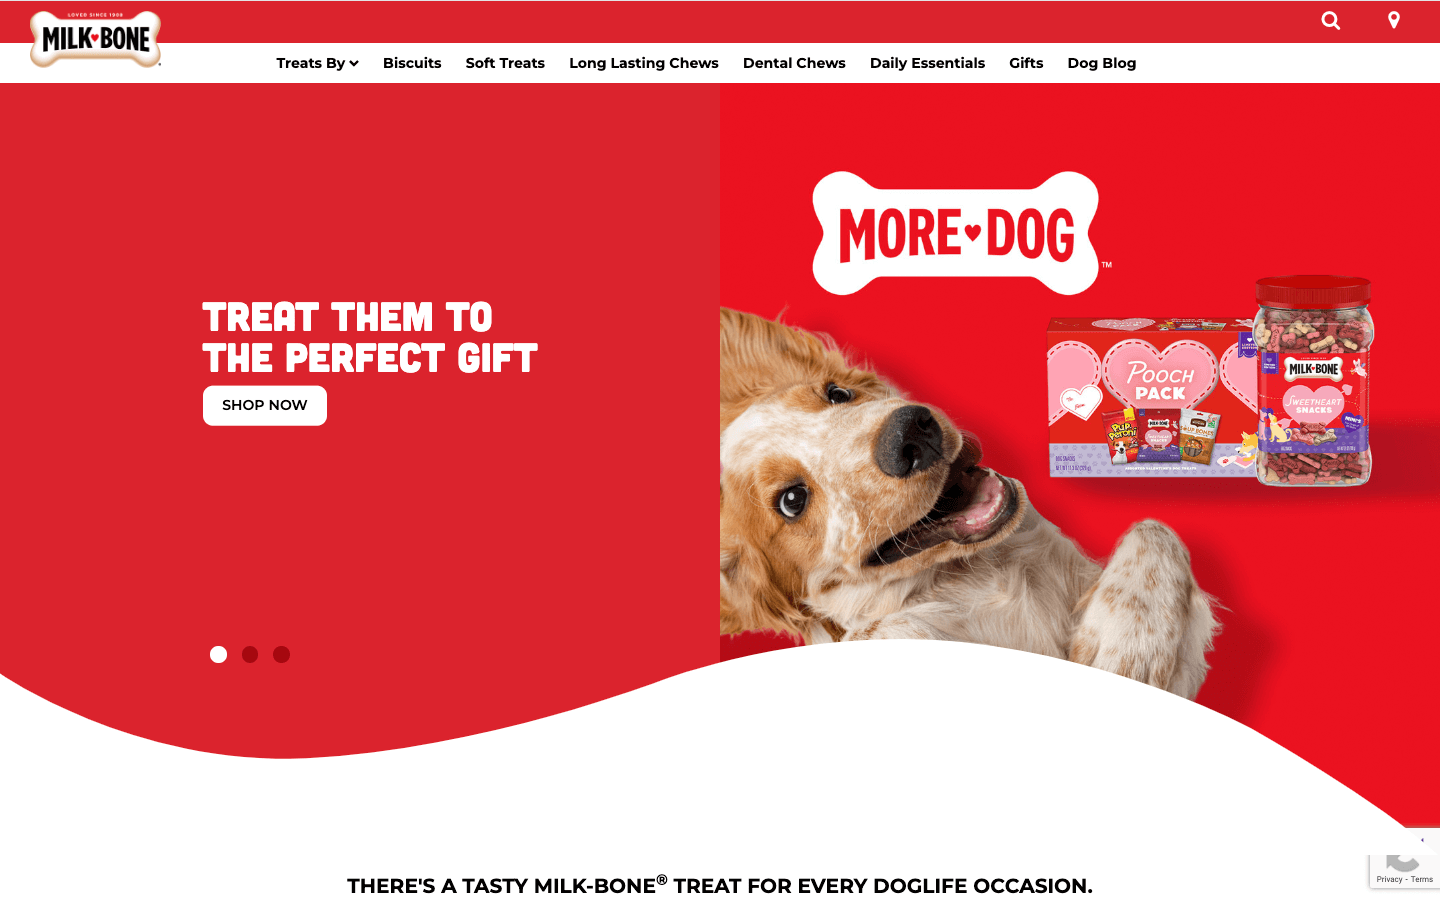 LOVED SINCE 1908
MILK BONE
Treats By
Biscuits
Soft Treats
Long Lasting Chews
Dental Chews
Daily Essentials
Gifts
Dog Blog
TREAT THEM TO
THE PERFECT GIFT
SHOP NOW
MORE DOG
TM
POOCH
PACK
Pup-Peroni
MILK-BONE
MILK-BONE
SWEETHEART
SNACKS
THERE'S A TASTY MILK-BONE® TREAT FOR EVERY DOGLIFE OCCASION.
Privacy - Terms